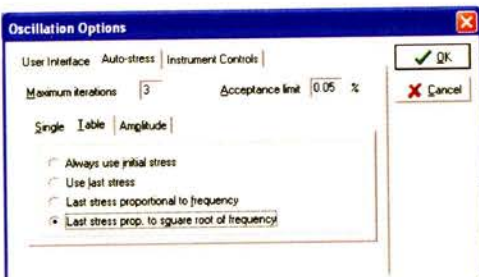 Oscillation Options
User Interface Auto-stress Instrument Controls
OK
Maximum iterations 3 Acceptance limit 0.05 %
Cancel
Single Table Amplitude
Always use initial stress
Use last stress
Last stress proportional to frequency
Last stress prop. to square root of frequency